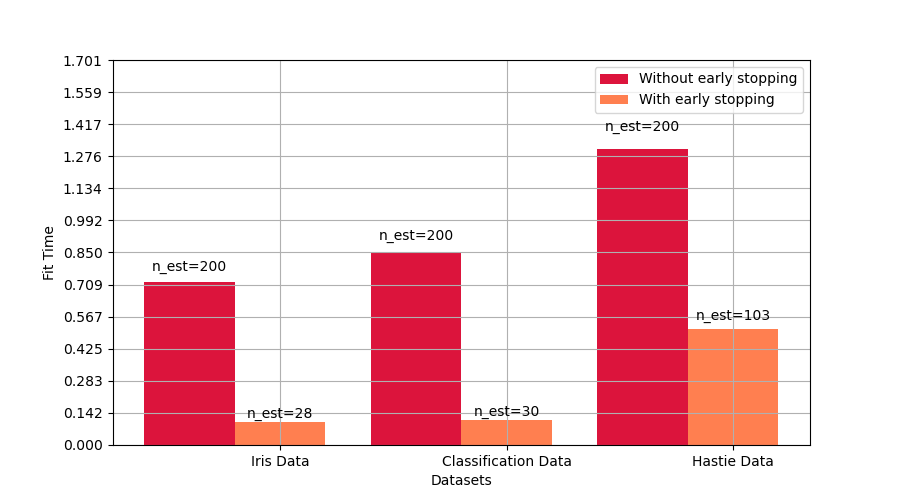 1.701
1.559
1.417
1.276
1.134
0.992
0.850
0.709
0.567
0.425
0.283
0.142
0.000
Fit Time
Without early stopping
With early stopping
n_est=200
n_est=200
n_est=200
n_est=103
n_est=28
n_est=30
Iris Data
Classification Data
Hastie Data
Datasets